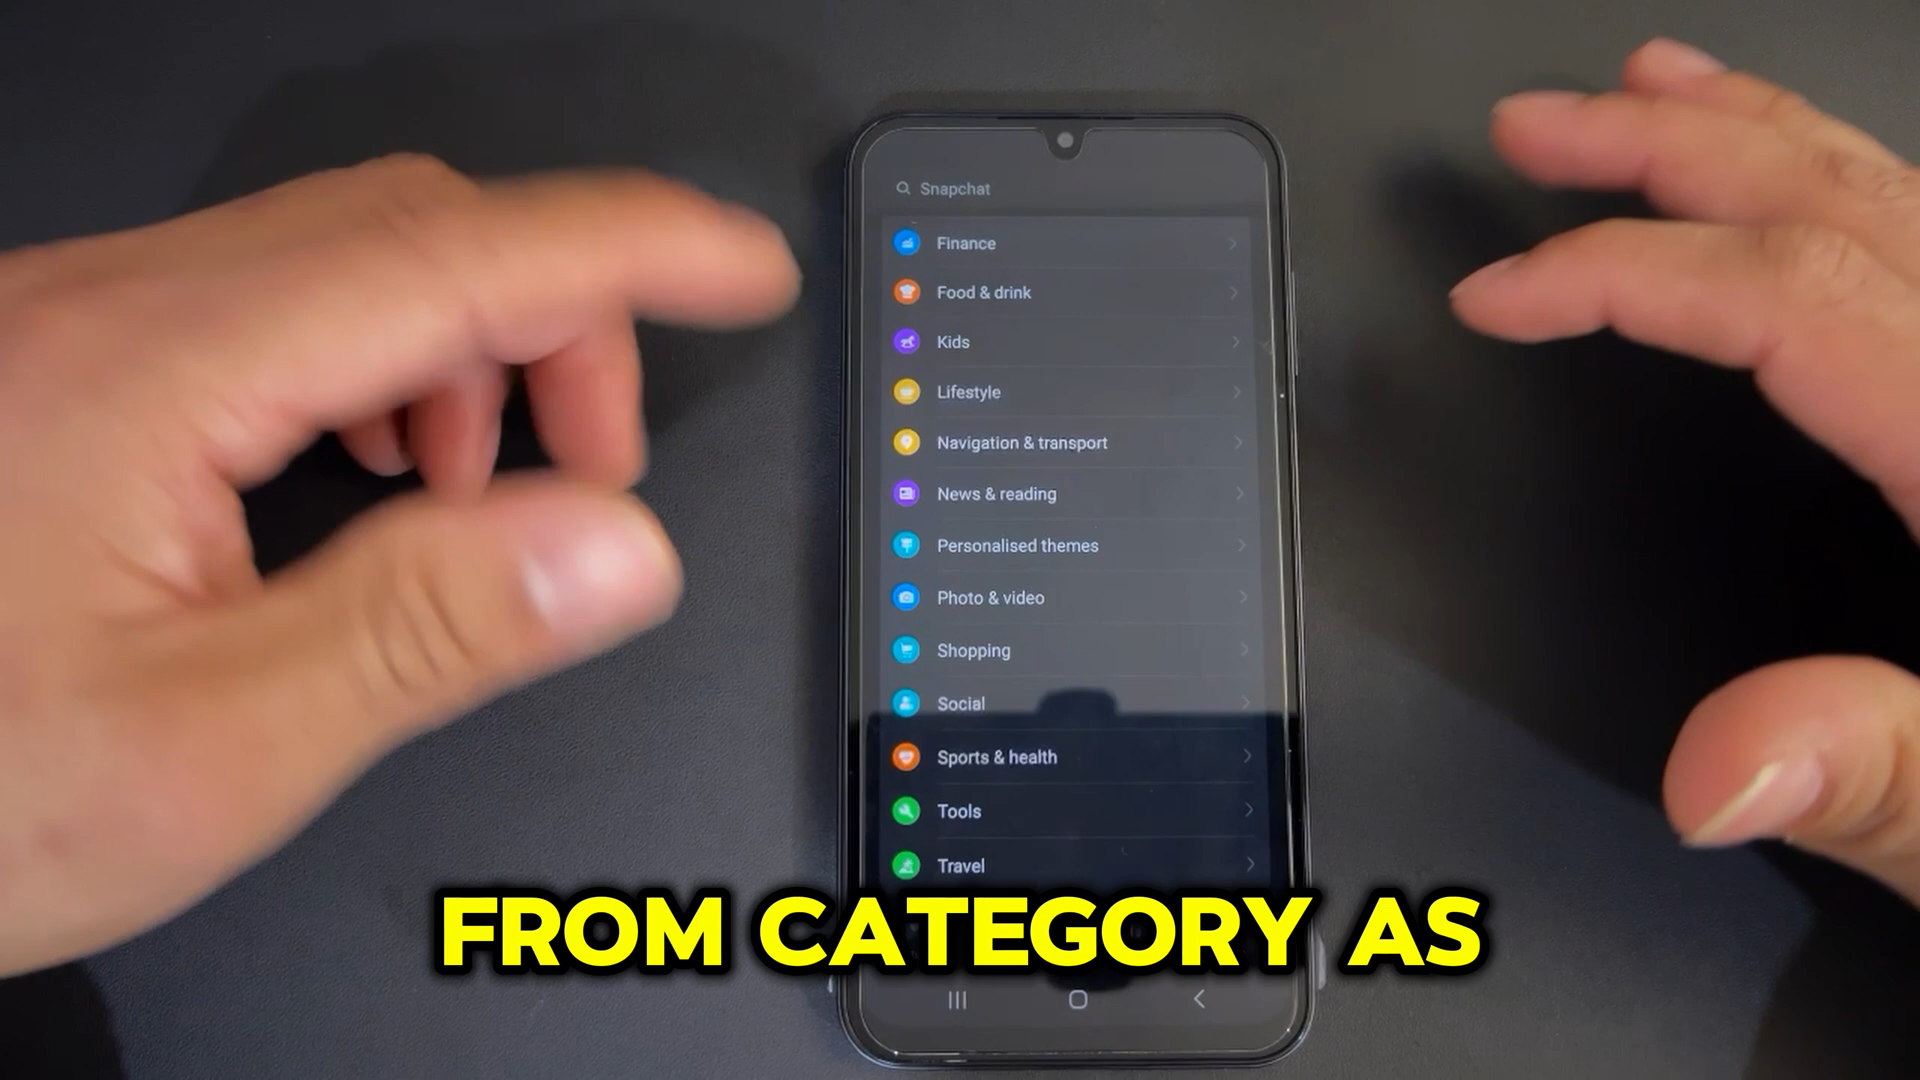 Snapchat
Finance
Food & drink
Kids
Lifestyle
Navigation & transport
News & reading
Personalised themes
Photo & video
Shopping
Social
Sports & health
Tools
Travel
FROM CATEGORY AS